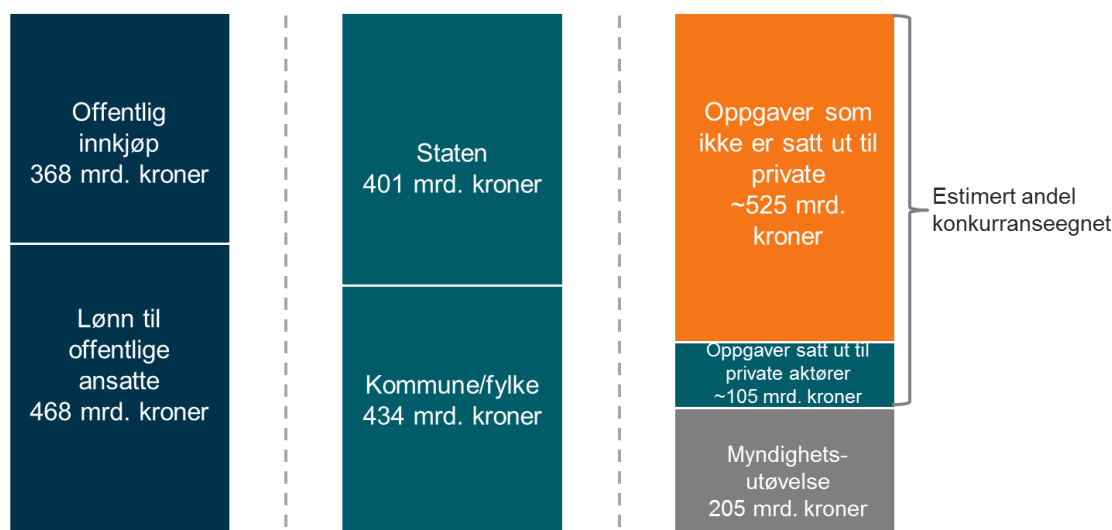 Offentlig
innkjøp
368 mrd. kroner
Lønn til
offentlige
ansatte
468 mrd. kroner
Staten
401 mrd. kroner
Kommune/fylke
434 mrd. kroner
Oppgaver som
ikke er satt ut til
private
~525 mrd.
kroner
Oppgaver satt ut til
private aktører
~105 mrd. kroner
Myndighets-
utøvelse
205 mrd. kroner
Estimert andel
konkurranseegnet